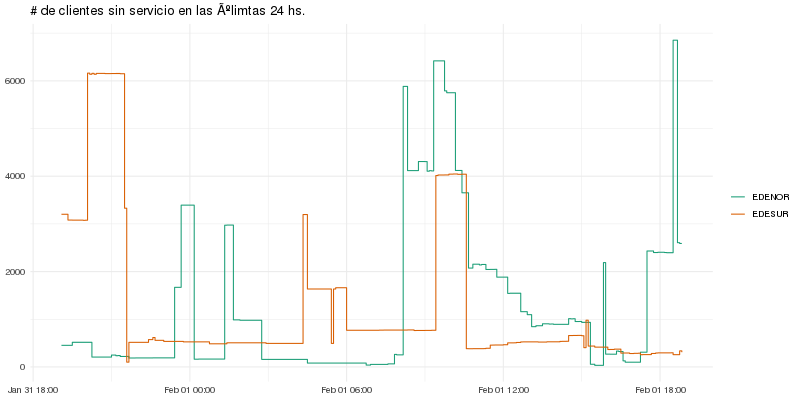 # de clientes sin servicio en las Ãºlimtas 24 hs.
6000
4000
2000
0
Jan 31 18:00
Feb 01 00:00
Feb 01 06:00
Feb 01 12:00
Feb 01 18:00
EDENOR
EDESUR